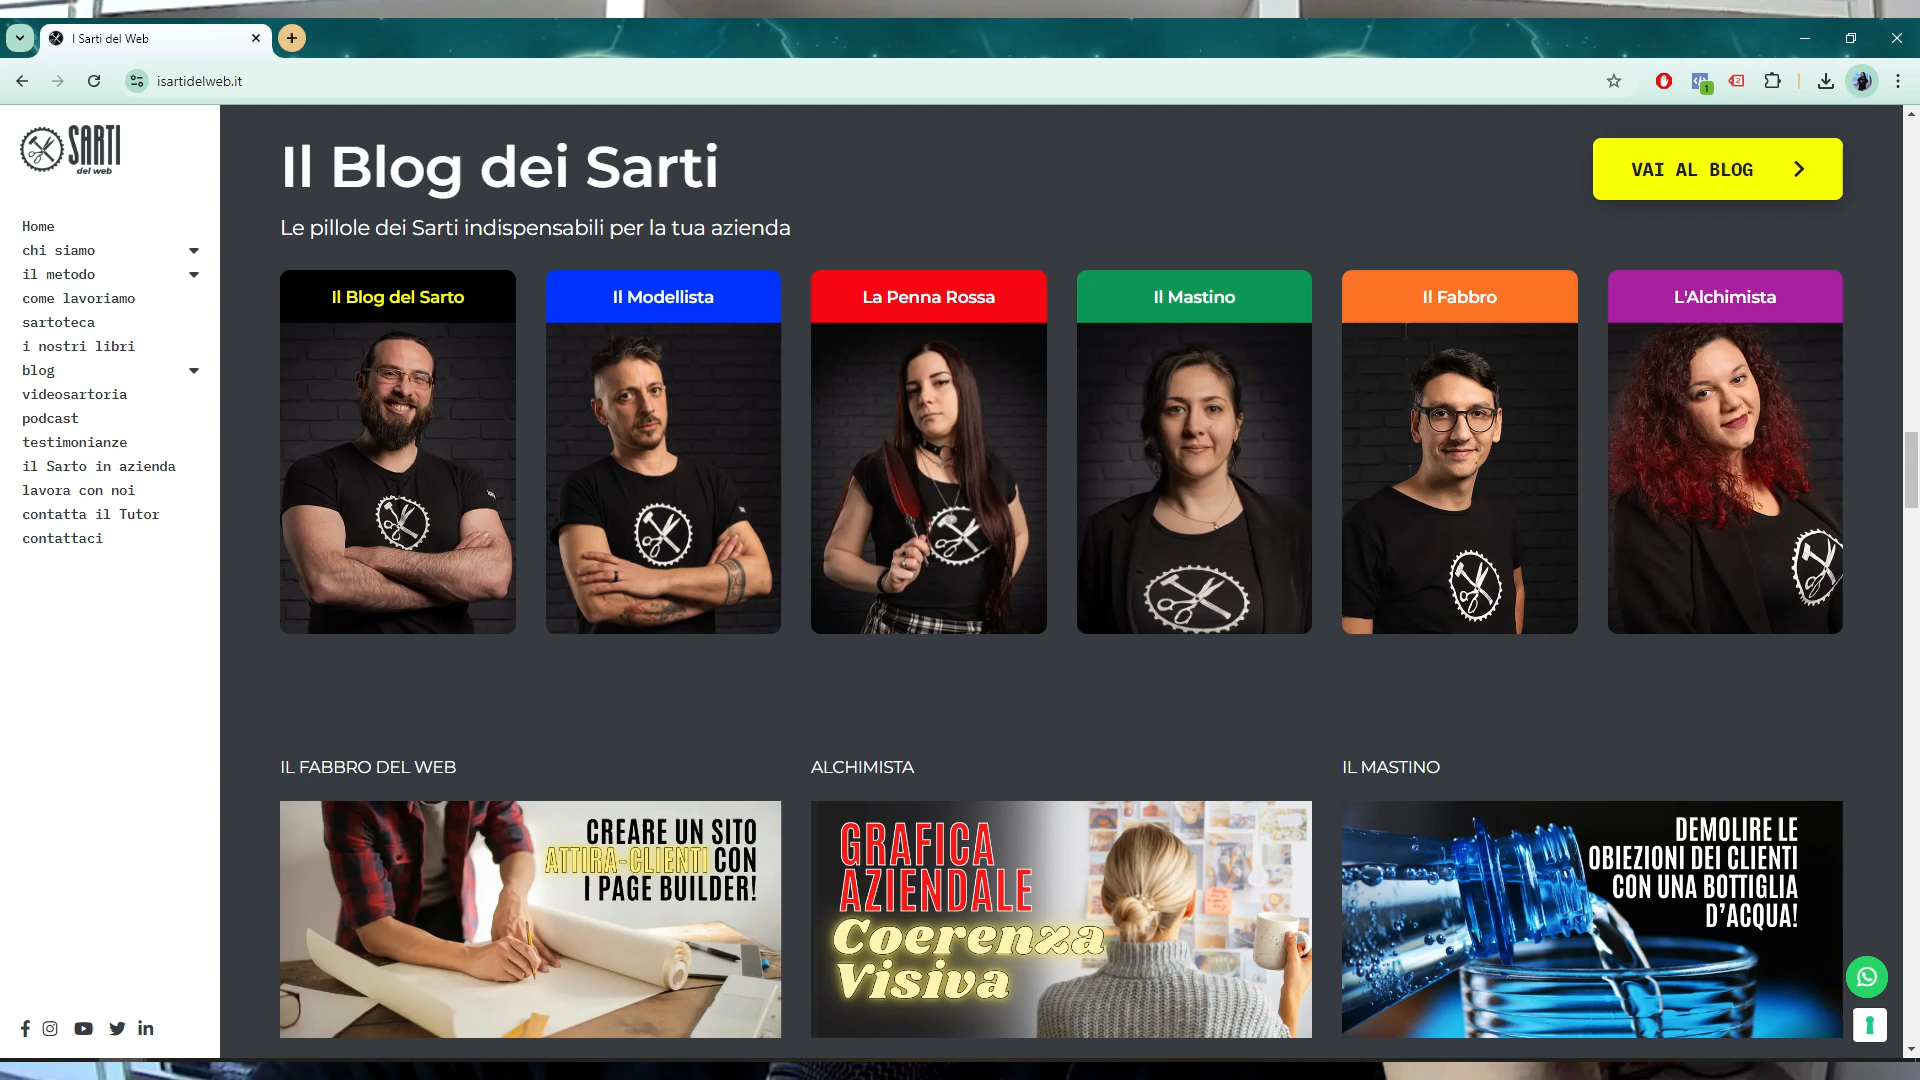 I Sarti del Web
isartidelweb.it
SARTI
del web
Home
chi siamo
il metodo
come lavoriamo
sartoteca
i nostri libri
blog
videosartoria
podcast
testimonianze
il Sarto in azienda
lavora con noi
contatta il Tutor
contattaci
Il Blog dei Sarti
VAI AL BLOG
Le pillole dei Sarti indispensabili per la tua azienda
Il Blog del Sarto
Il Modellista
La Penna Rossa
Il Mastino
Il Fabbro
L'Alchimista
IL FABBRO DEL WEB
CREARE UN SITO
ATTIRA-CLIENTI CON
I PAGE BUILDER!
ALCHIMISTA
GRAFICA
AZIENDALE
Coerenza
Visiva
IL MASTINO
DEMOLIRE LE
OBIEZIONI DEI CLIENTI
CON UNA BOTTIGLIA
D'ACQUA!